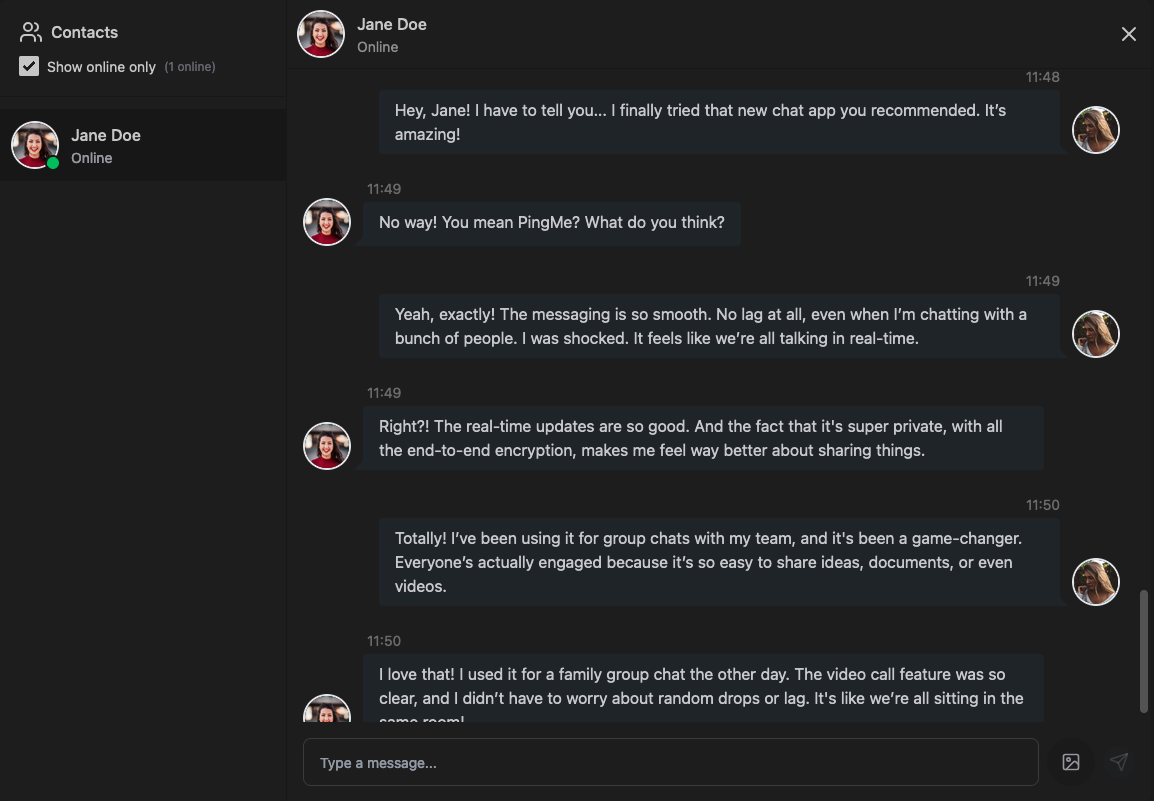 Contacts
Show online only (1 online)
Jane Doe
Online
Jane Doe
Online
11:48
Hey, Jane! I have to tell you... I finally tried that new chat app you recommended. It’s
amazing!
11:49
No way! You mean PingMe? What do you think?
11:49
Yeah, exactly! The messaging is so smooth. No lag at all, even when I’m chatting with a
bunch of people. I was shocked. It feels like we’re all talking in real-time.
11:49
Right?! The real-time updates are so good. And the fact that it's super private, with all
the end-to-end encryption, makes me feel way better about sharing things.
11:50
Totally! I’ve been using it for group chats with my team, and it's been a game-changer.
Everyone’s actually engaged because it’s so easy to share ideas, documents, or even
videos.
11:50
I love that! I used it for a family group chat the other day. The video call feature was so
clear, and I didn’t have to worry about random drops or lag. It's like we’re all sitting in the
same room!
Type a message...